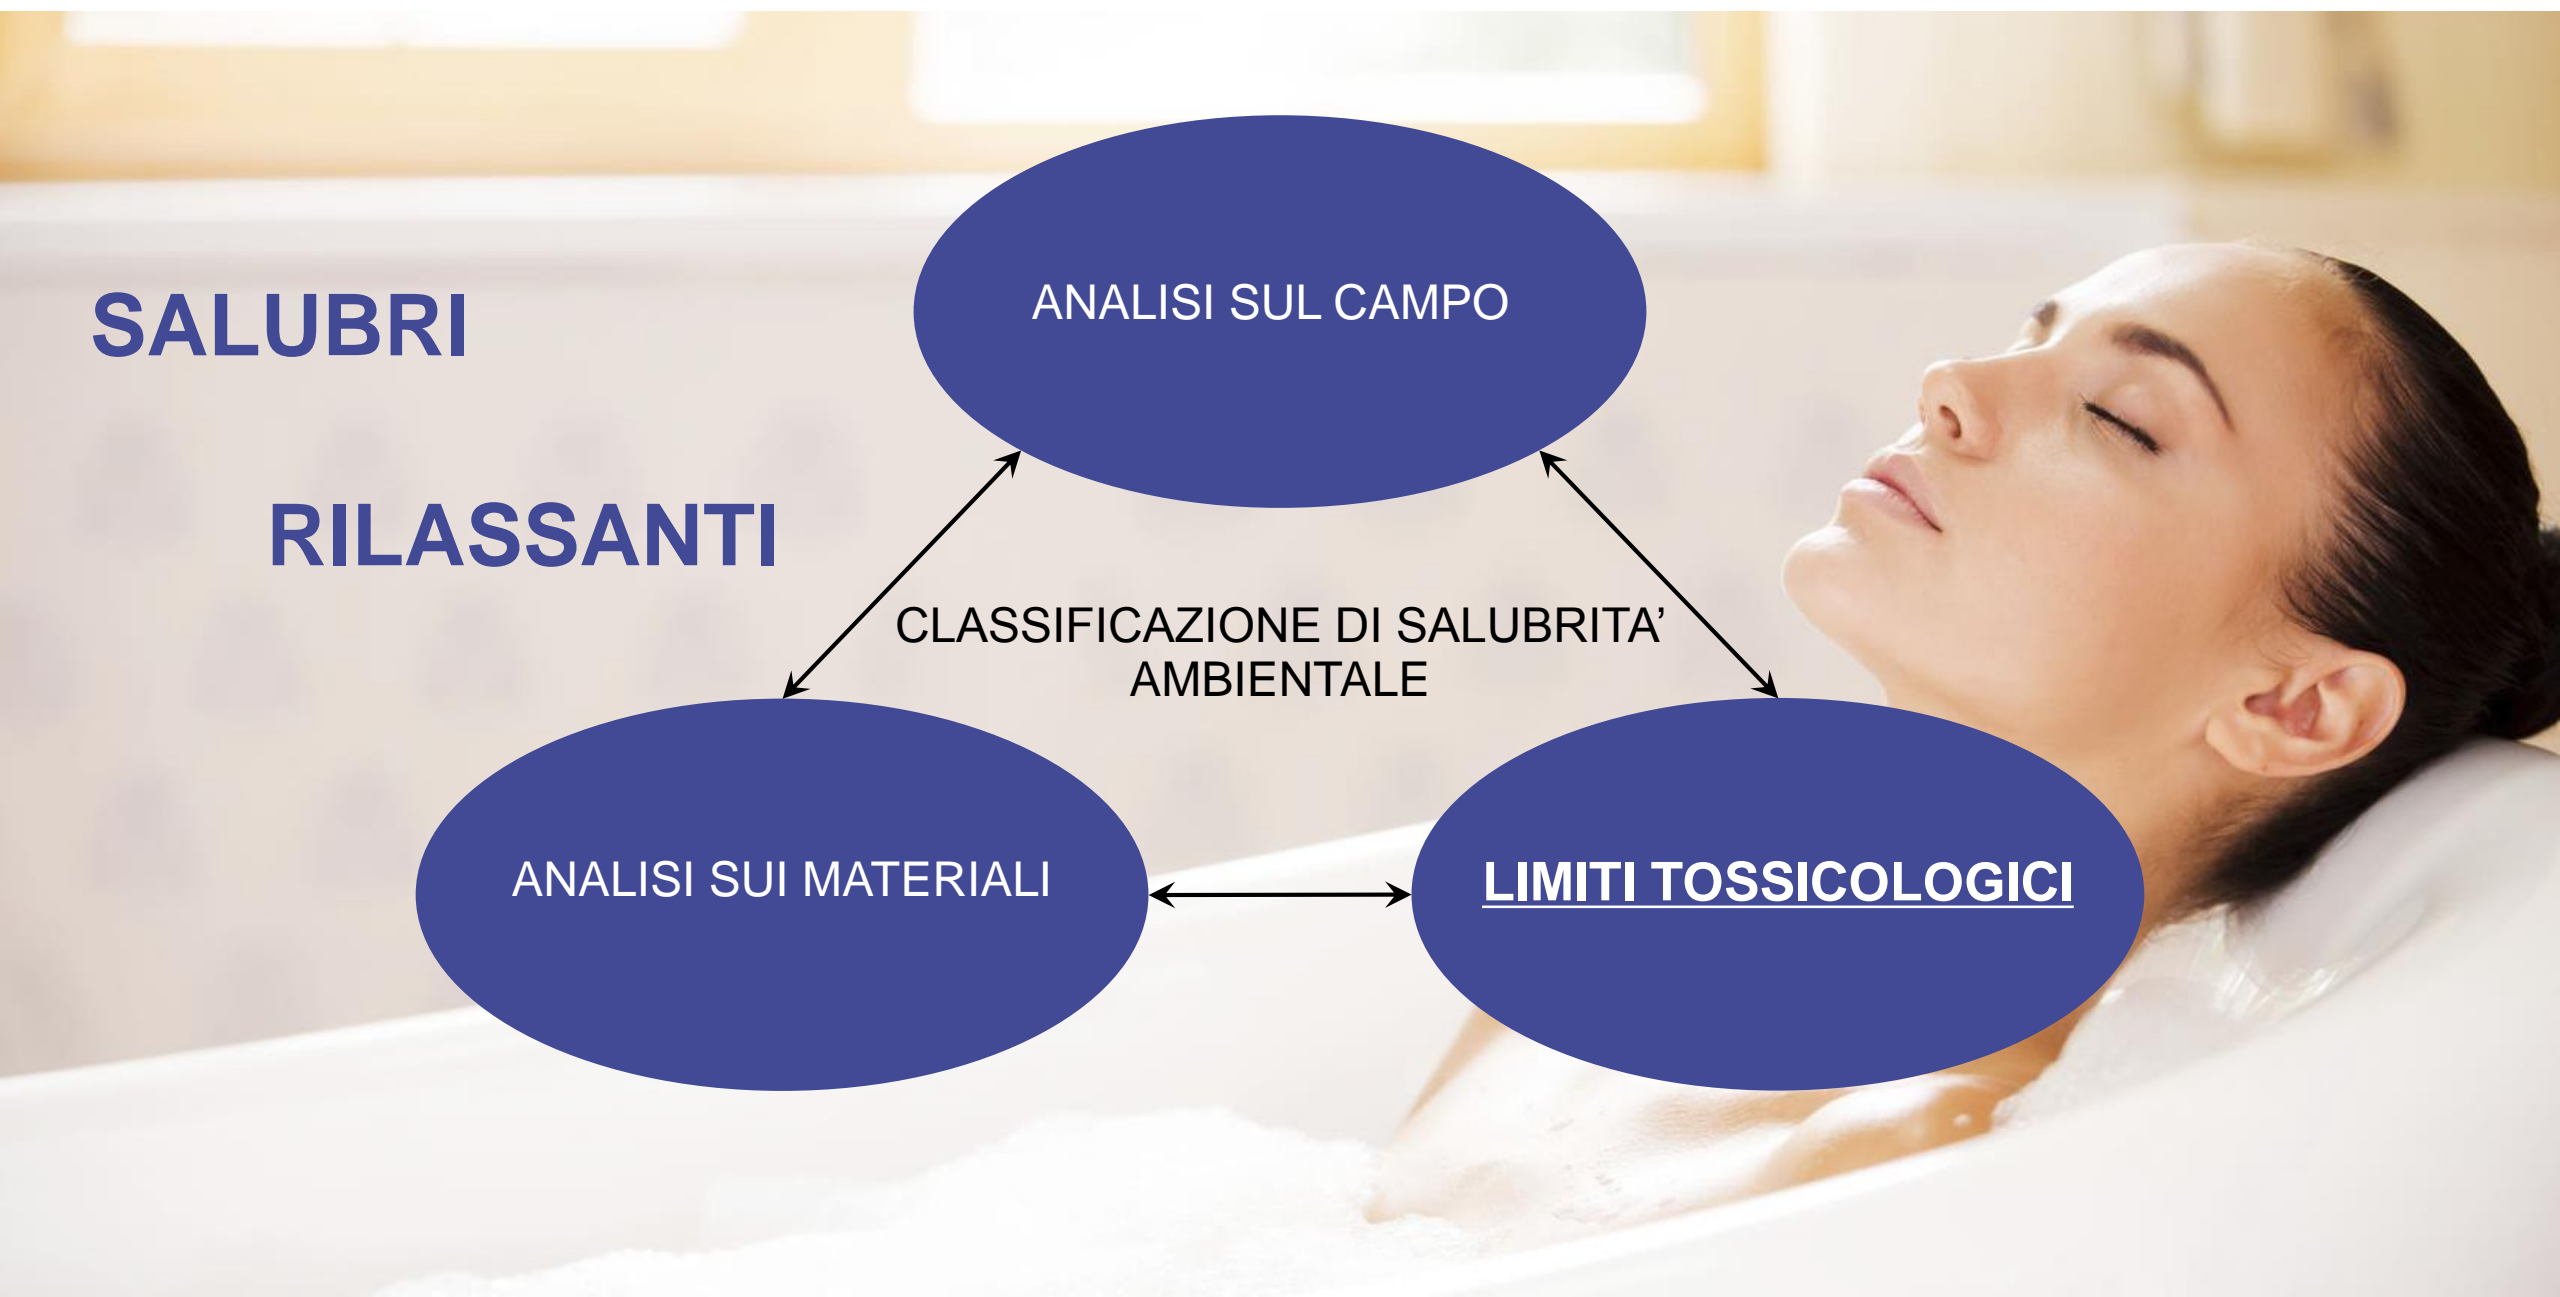 ANALISI SUL CAMPO
SALUBRI
RILASSANTI
CLASSIFICAZIONE DI SALUBRITA’
AMBIENTALE
ANALISI SUI MATERIALI
LIMITI TOSSICOLOGICI